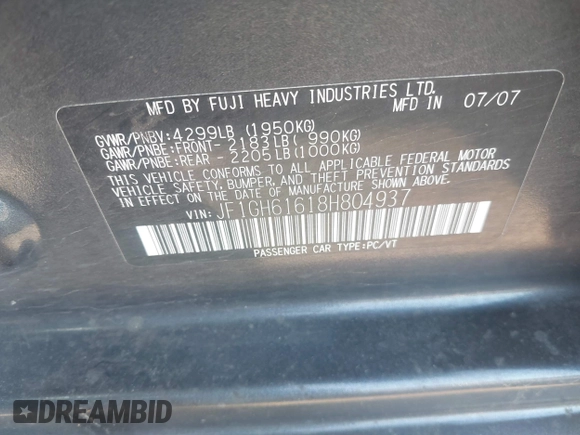 MFD BY FUJI HEAVY INDUSTRIES LTD.
MFD IN 07/07
GVWR/PNBV:4299LB (1950KG)
GAWR/PNBE:FRONT- 2183LB ( 990KG)
GAWR/PNBE:REAR - 2205LB (1000KG)
THIS VEHICLE CONFORMS TO ALL APPLICABLE FEDERAL MOTOR
VEHICLE SAFETY, BUMPER, AND THEFT PREVENTION STANDARDS
IN EFFECT ON THE DATE OF MANUFACTURE SHOWN ABOVE.
VIN: JF1GH61618H804937
PASSENGER CAR TYPE:PC/VT
DREAMBID